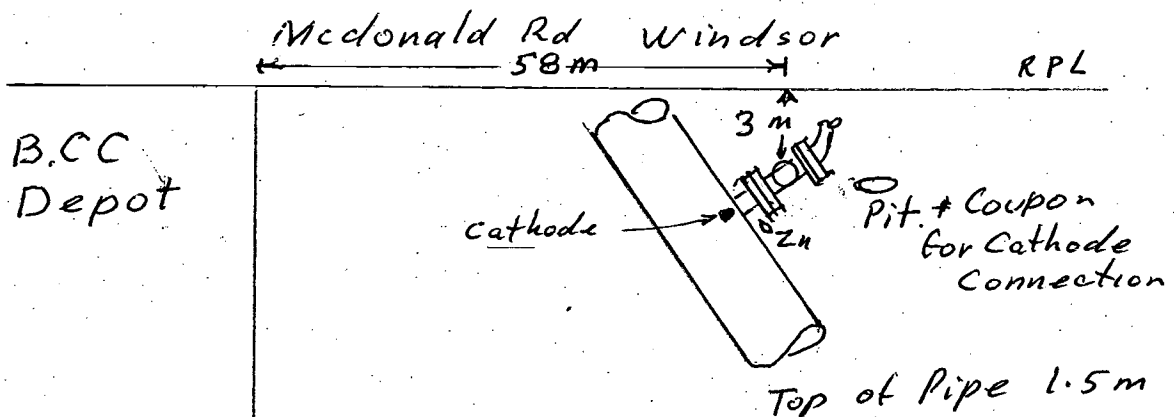 Mcdonald Rd Windsor
58m
RPL
B.CC
Depot
3 m
Cathode
Zn
Pit. + Coupon
for Cathode
Connection
Top of Pipe 1.5m